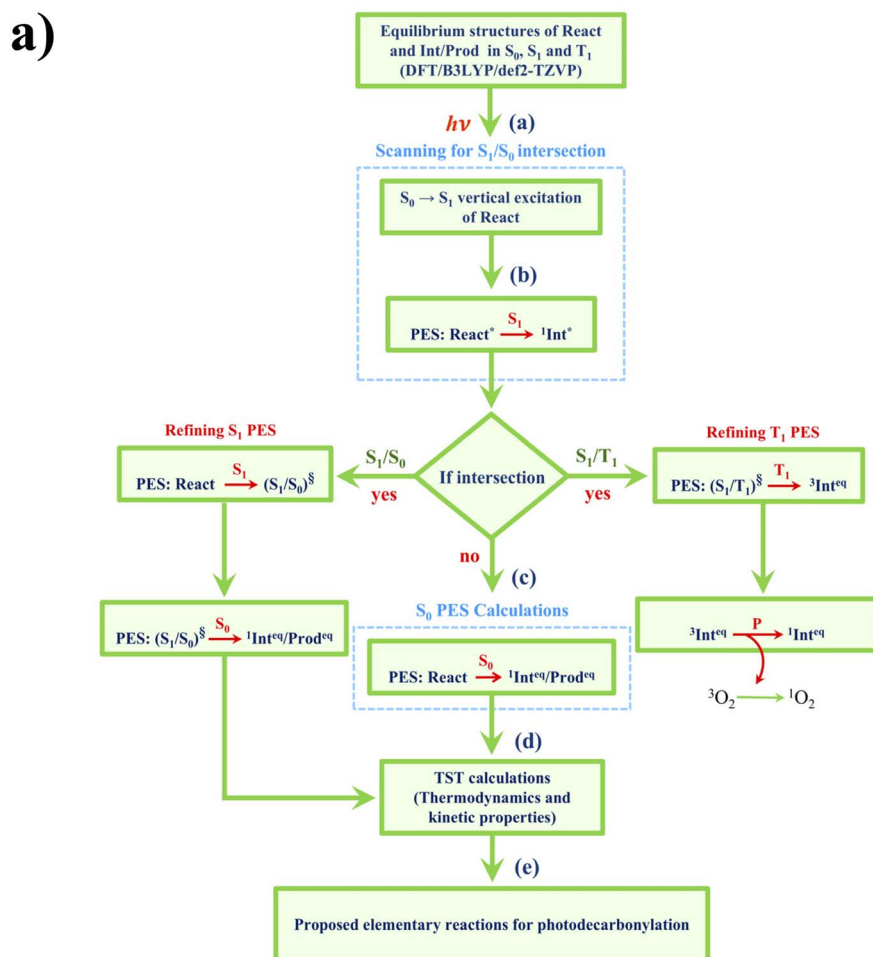 a)
Equilibrium structures of React
and Int/Prod in S₀, S₁ and T₁
(DFT/B3LYP/def2-TZVP)
hν (a)
Scanning for S₁/S₀ intersection
S₀ → S₁ vertical excitation
of React
(b)
S₁
PES: React* → ¹Int*
Refining S₁ PES
Refining T₁ PES
S₁/S₀
If intersection
S₁/T₁
yes
yes
S₁
PES: React → (S₁/S₀)§
T₁
PES: (S₁/T₁)§ → ³Intᵉq
no
(c)
S₀ PES Calculations
S₀
PES: (S₁/S₀)§ → ¹Intᵉq/Prodᵉq
S₀
PES: React → ¹Intᵉq/Prodᵉq
P
³Intᵉq → ¹Intᵉq
³O₂ → ¹O₂
(d)
TST calculations
(Thermodynamics and
kinetic properties)
(e)
Proposed elementary reactions for photodecarbonylation